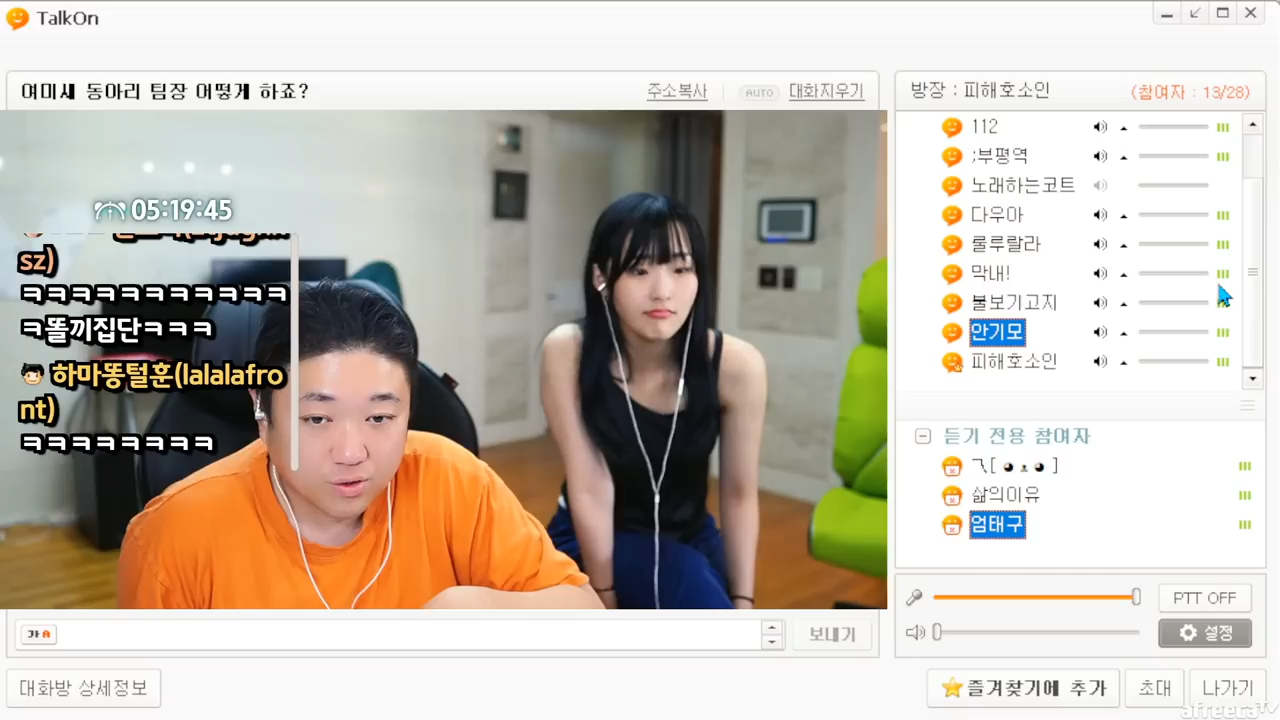 TalkOn
여미새 동아리 팀장 어떻게 하죠?
주소복사
AUTO
대화지우기
방장 : 피해호소인
(참여자 : 13/28)
05:19:45
sz)
ㅋㅋㅋㅋㅋㅋㅋㅋㅋㅋㅋ
ㅋ똘끼집단ㅋㅋㅋ
하마똥털훈(lalalafro
nt)
ㅋㅋㅋㅋㅋㅋㅋㅋ
112
;부평역
노래하는코트
다우아
룰루랄라
막내!
불보기고지
안기모
피해호소인
듣기 전용 참여자
삶의이유
엄태구
가A
보내기
PTT OFF
설정
대화방 상세정보
즐겨찾기에 추가
초대
나가기
afreecaTV